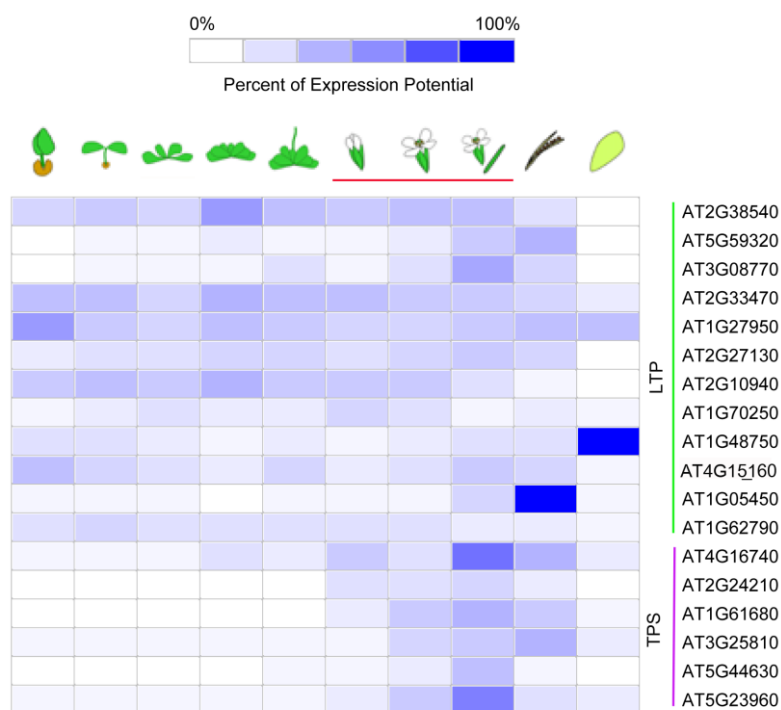 0% 100%
Percent of Expression Potential
AT2G38540
AT5G59320
AT3G08770
AT2G33470
AT1G27950
AT2G27130
AT2G10940
AT1G70250
AT1G48750
AT4G15160
AT1G05450
AT1G62790
LTP
AT4G16740
AT2G24210
AT1G61680
AT3G25810
AT5G44630
AT5G23960
TPS